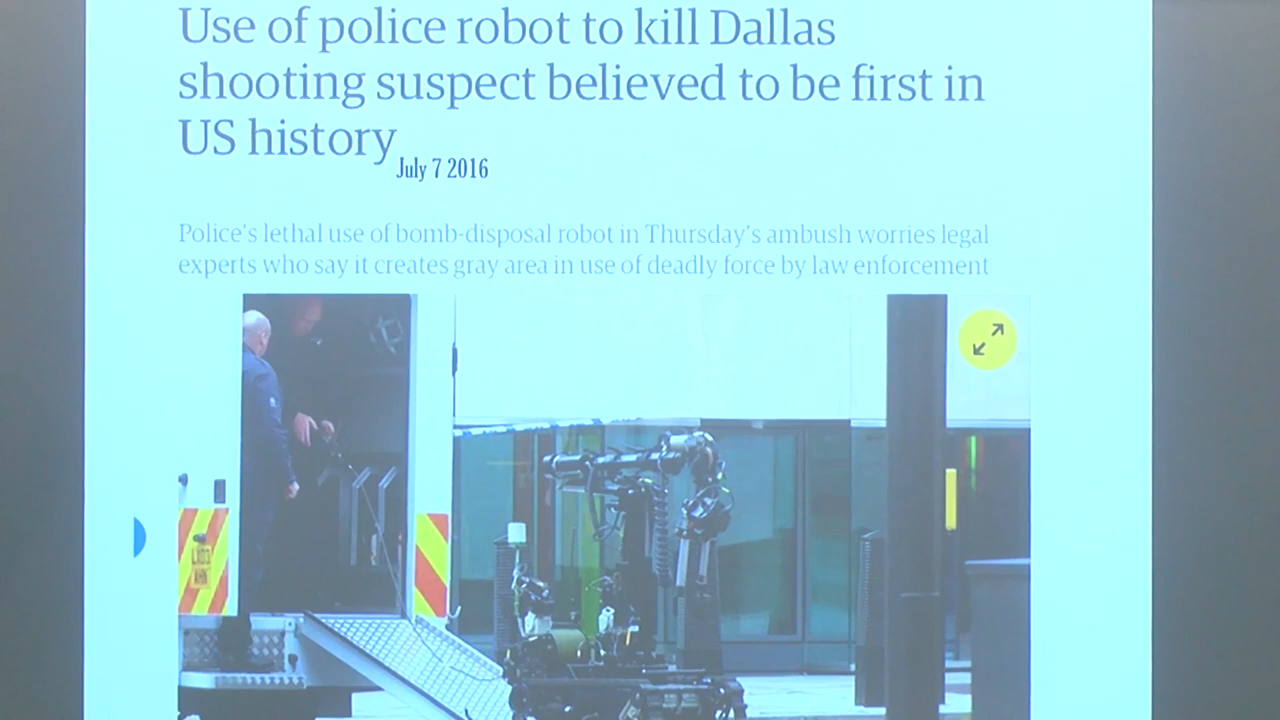 Use of police robot to kill Dallas
shooting suspect believed to be first in
US history
July 7 2016
Police's lethal use of bomb-disposal robot in Thursday's ambush worries legal
experts who say it creates gray area in use of deadly force by law enforcement